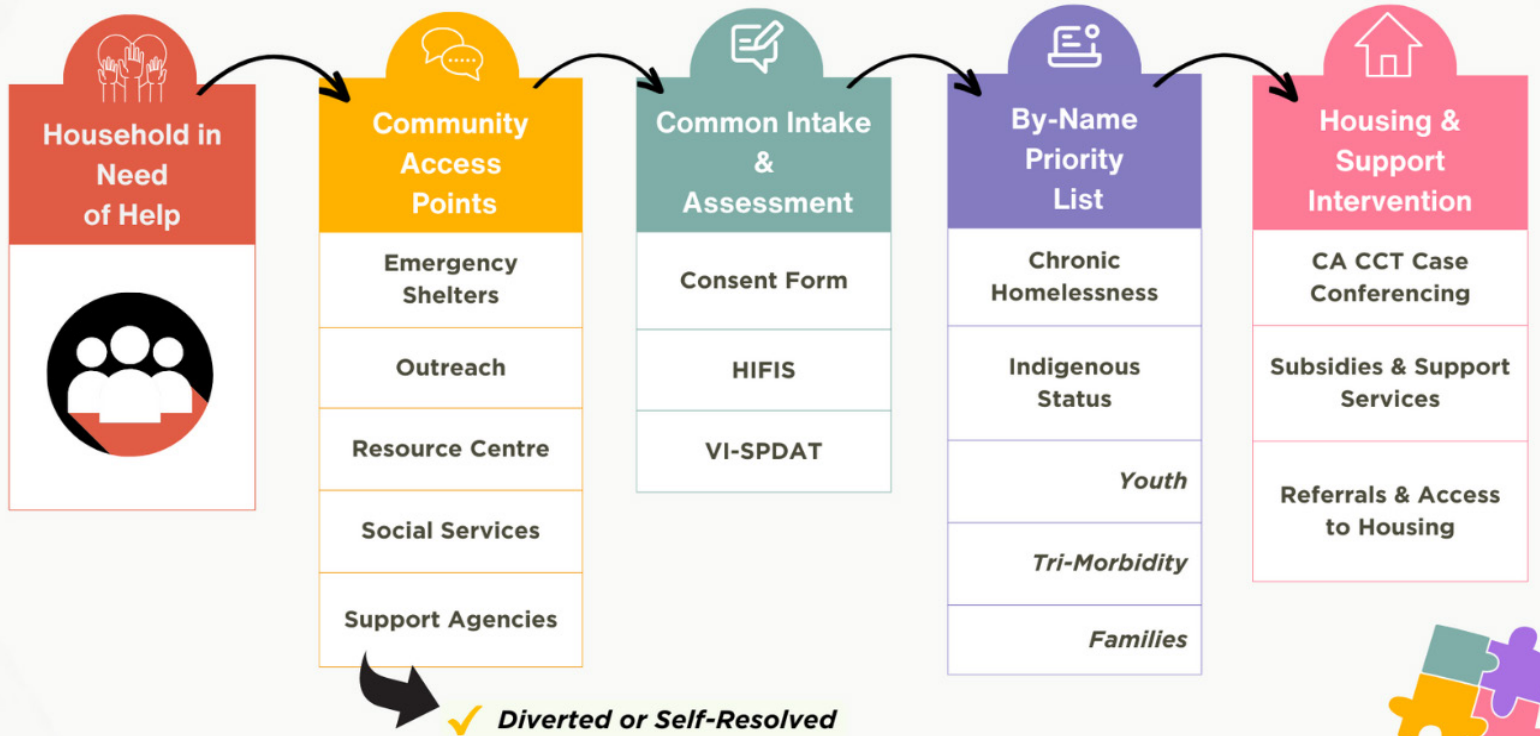 Household in
Need
of Help
Community
Access
Points
Emergency
Shelters
Outreach
Resource Centre
Social Services
Support Agencies
Diverted or Self-Resolved
Common Intake
&
Assessment
Consent Form
HIFIS
VI-SPDAT
By-Name
Priority
List
Chronic
Homelessness
Indigenous
Status
Youth
Tri-Morbidity
Families
Housing &
Support
Intervention
CA CCT Case
Conferencing
Subsidies & Support
Services
Referrals & Access
to Housing